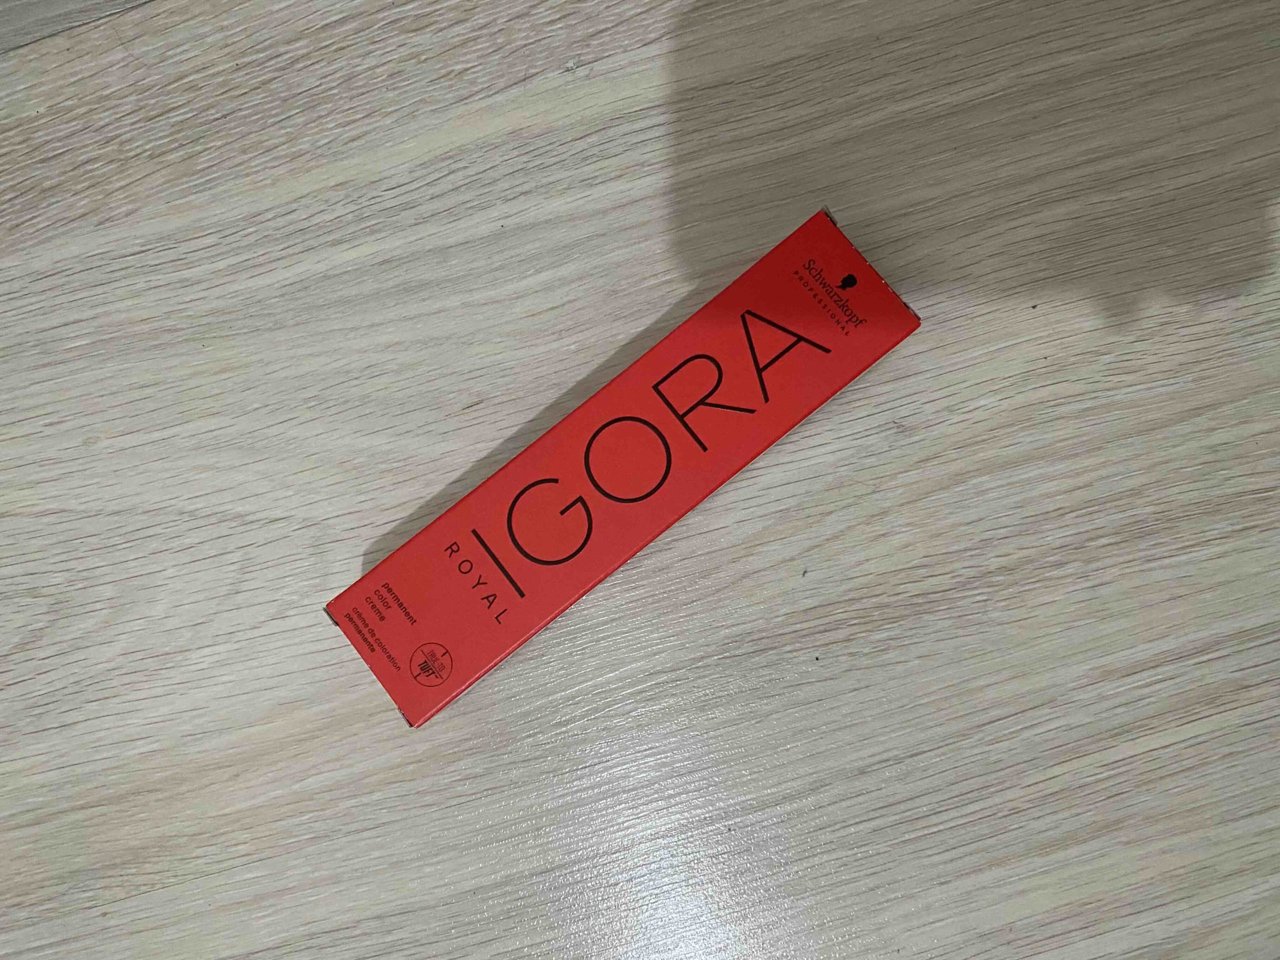 Schwarzkopf
PROFESSIONAL
IGORA
ROYAL
permanent
color
creme
crème de coloration
permanente